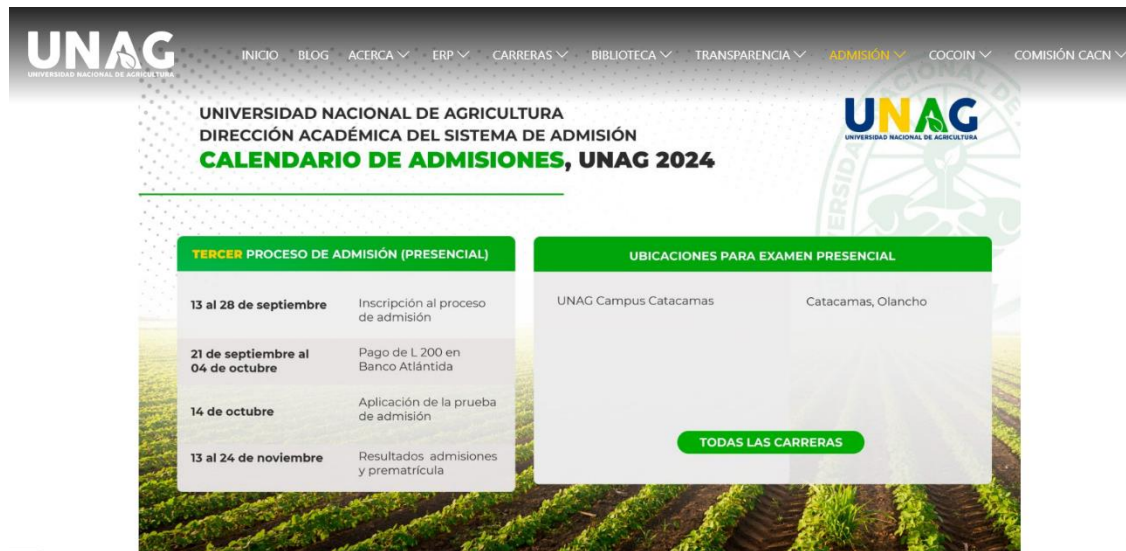 UNAG
UNIVERSIDAD NACIONAL DE AGRICULTURA
INICIO BLOG ACERCA ERP CARRERAS BIBLIOTECA TRANSPARENCIA ADMISIÓN COCOIN COMISIÓN CACN
UNIVERSIDAD NACIONAL DE AGRICULTURA
DIRECCIÓN ACADÉMICA DEL SISTEMA DE ADMISIÓN
CALENDARIO DE ADMISIONES, UNAG 2024
UNAG
UNIVERSIDAD NACIONAL DE AGRICULTURA
TERCER PROCESO DE ADMISIÓN (PRESENCIAL)
13 al 28 de septiembre Inscripción al proceso
de admisión
21 de septiembre al Pago de L 200 en
04 de octubre Banco Atlántida
14 de octubre Aplicación de la prueba
de admisión
13 al 24 de noviembre Resultados admisiones
y prematrícula
UBICACIONES PARA EXAMEN PRESENCIAL
UNAG Campus Catacamas Catacamas, Olancho
TODAS LAS CARRERAS